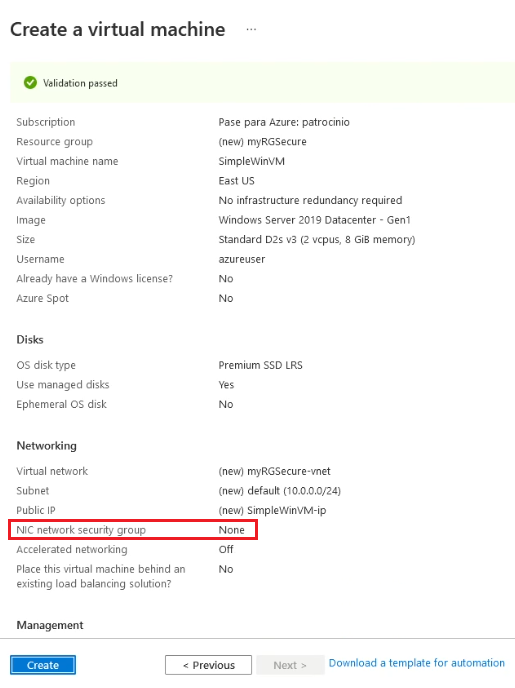 Create a virtual machine ...
Validation passed
Subscription Pase para Azure: patrocinio
Resource group (new) myRGSecure
Virtual machine name SimpleWinVM
Region East US
Availability options No infrastructure redundancy required
Image Windows Server 2019 Datacenter - Gen1
Size Standard D2s v3 (2 vcpus, 8 GiB memory)
Username azureuser
Already have a Windows license? No
Azure Spot No
Disks
OS disk type Premium SSD LRS
Use managed disks Yes
Ephemeral OS disk No
Networking
Virtual network (new) myRGSecure-vnet
Subnet (new) default (10.0.0.0/24)
Public IP (new) SimpleWinVM-ip
NIC network security group None
Accelerated networking Off
Place this virtual machine behind an No
existing load balancing solution?
Management
Create < Previous Next > Download a template for automation